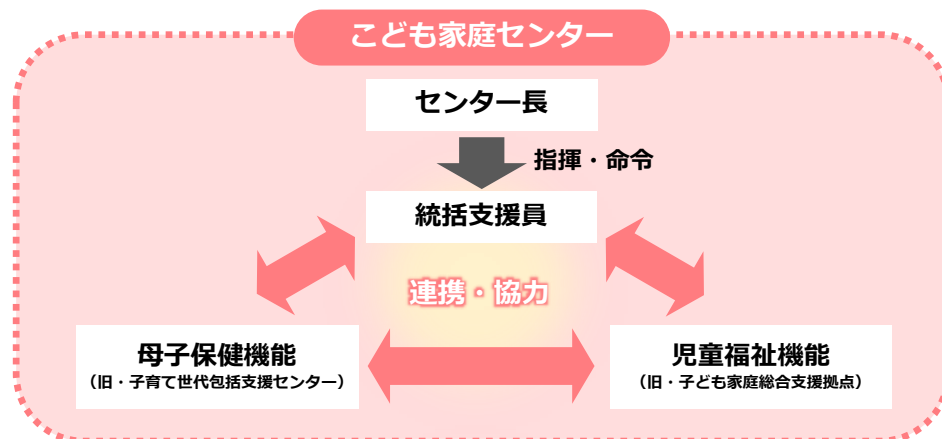 こども家庭センター
センター長
指揮・命令
統括支援員
連携・協力
母子保健機能
（旧・子育て世代包括支援センター）
児童福祉機能
（旧・子ども家庭総合支援拠点）